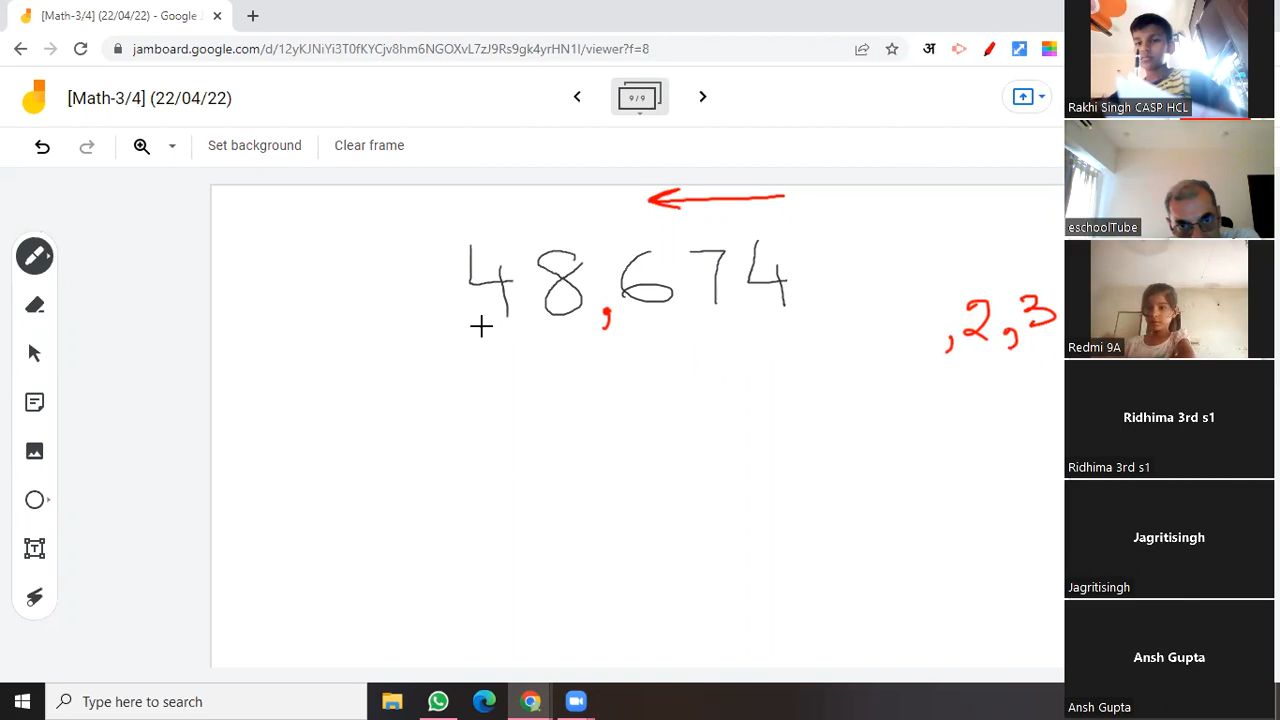 [Math-3/4] (22/04/22) - Google J
jamboard.google.com/d/12yKJNiYi3T0rKYCjv8hm6NGOXvL7zJ9Rs9gk4yrHN1I/viewer?f=8
अ
[Math-3/4] (22/04/22)
9/9
Set background
Clear frame
48,674
,2,3
Rakhi Singh CASP HCL
eschoolTube
Redmi 9A
Ridhima 3rd s1
Ridhima 3rd s1
Jagritisingh
Jagritisingh
Ansh Gupta
Ansh Gupta
Type here to search